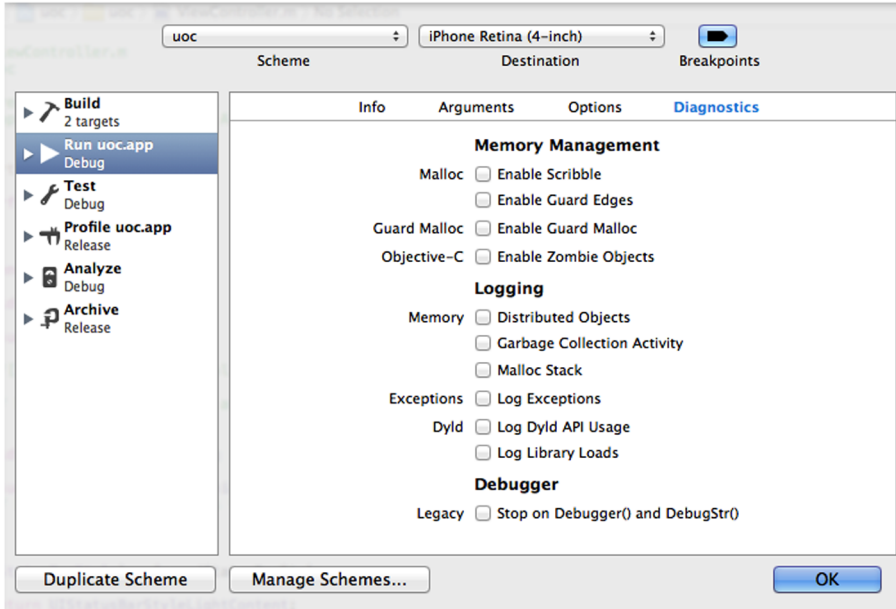 uoc
iPhone Retina (4-inch)
Scheme
Destination
Breakpoints
Build
2 targets
Run uoc.app
Debug
Test
Debug
Profile uoc.app
Release
Analyze
Debug
Archive
Release
Info Arguments Options Diagnostics
Memory Management
Malloc Enable Scribble
Enable Guard Edges
Guard Malloc Enable Guard Malloc
Objective-C Enable Zombie Objects
Logging
Memory Distributed Objects
Garbage Collection Activity
Malloc Stack
Exceptions Log Exceptions
Dyld Log Dyld API Usage
Log Library Loads
Debugger
Legacy Stop on Debugger() and DebugStr()
Duplicate Scheme
Manage Schemes...
OK